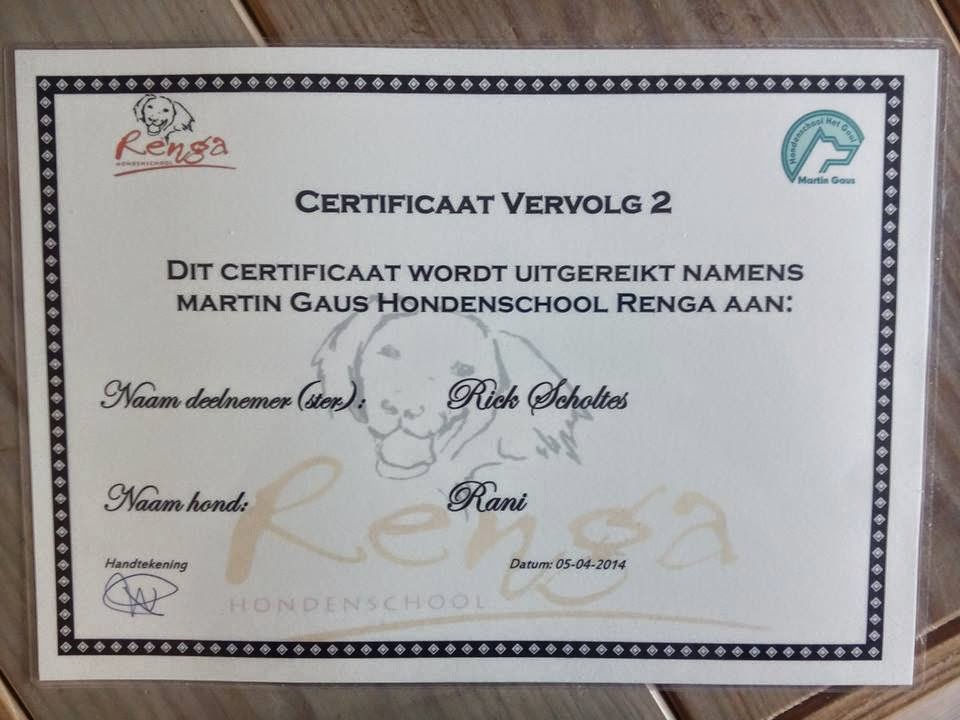 Renga
HONDENSCHOOL
Hondenschool Het Gooi
Martin Gaus
CERTIFICAAT VERVOLG 2
DIT CERTIFICAAT WORDT UITGEREIKT NAMENS
MARTIN GAUS HONDENSCHOOL RENGA AAN:
Naam deelnemer (ster): Rick Scholtes
Naam hond: Rani
Renga
Handtekening Datum: 05-04-2014
HONDENSCHOOL